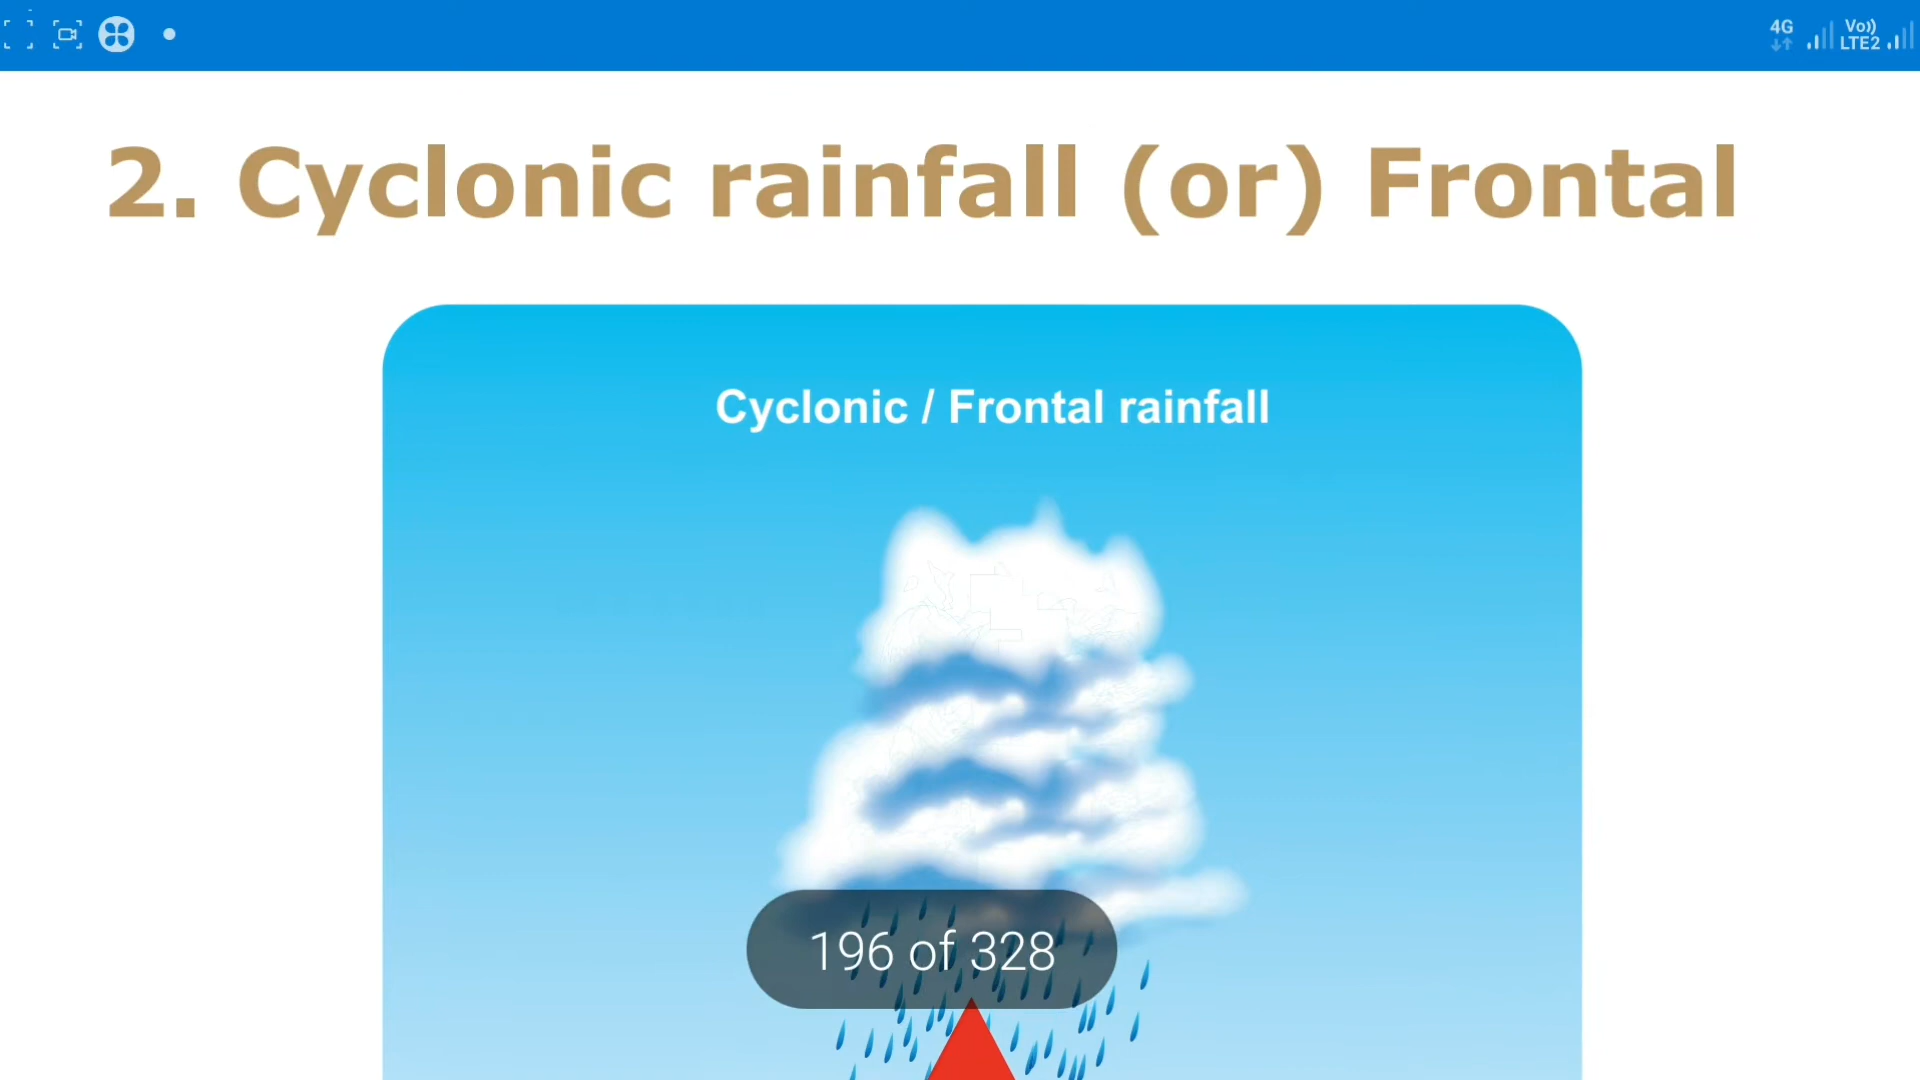 4G Vo)) LTE2
2. Cyclonic rainfall (or) Frontal
Cyclonic / Frontal rainfall
196 of 328